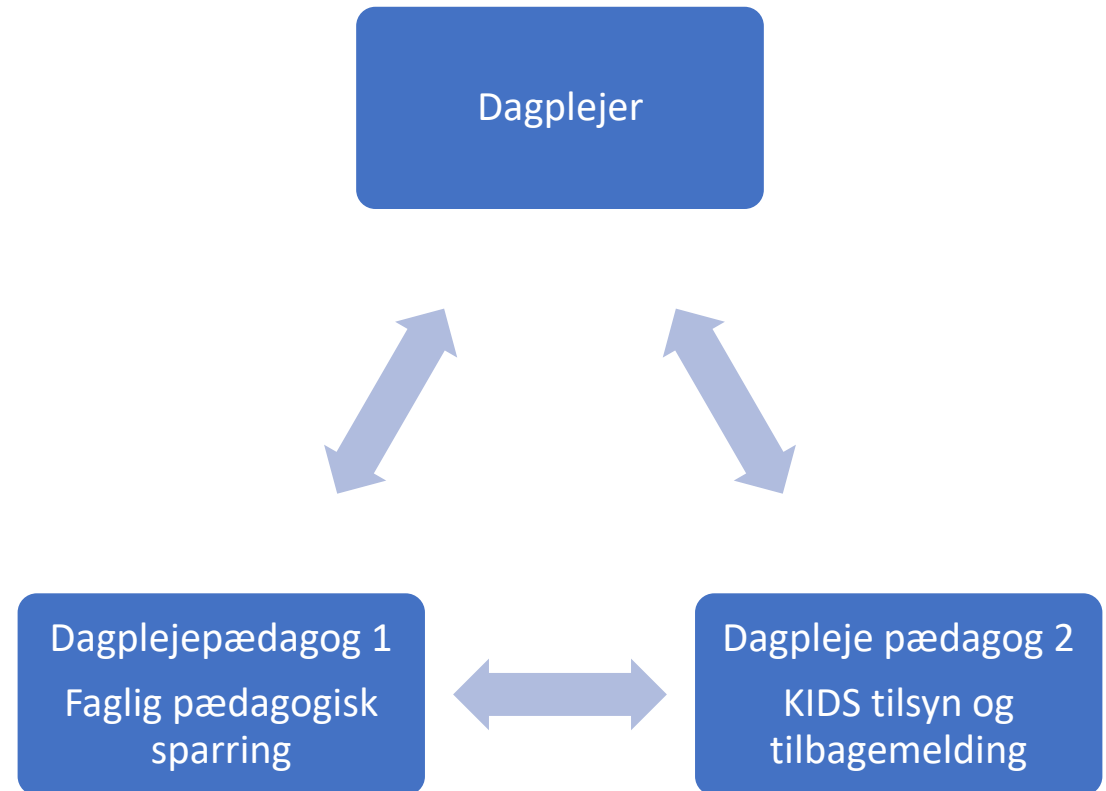 Dagplejer
Dagplejepædagog 1
Faglig pædagogisk
sparring
Dagpleje pædagog 2
KIDS tilsyn og
tilbagemelding